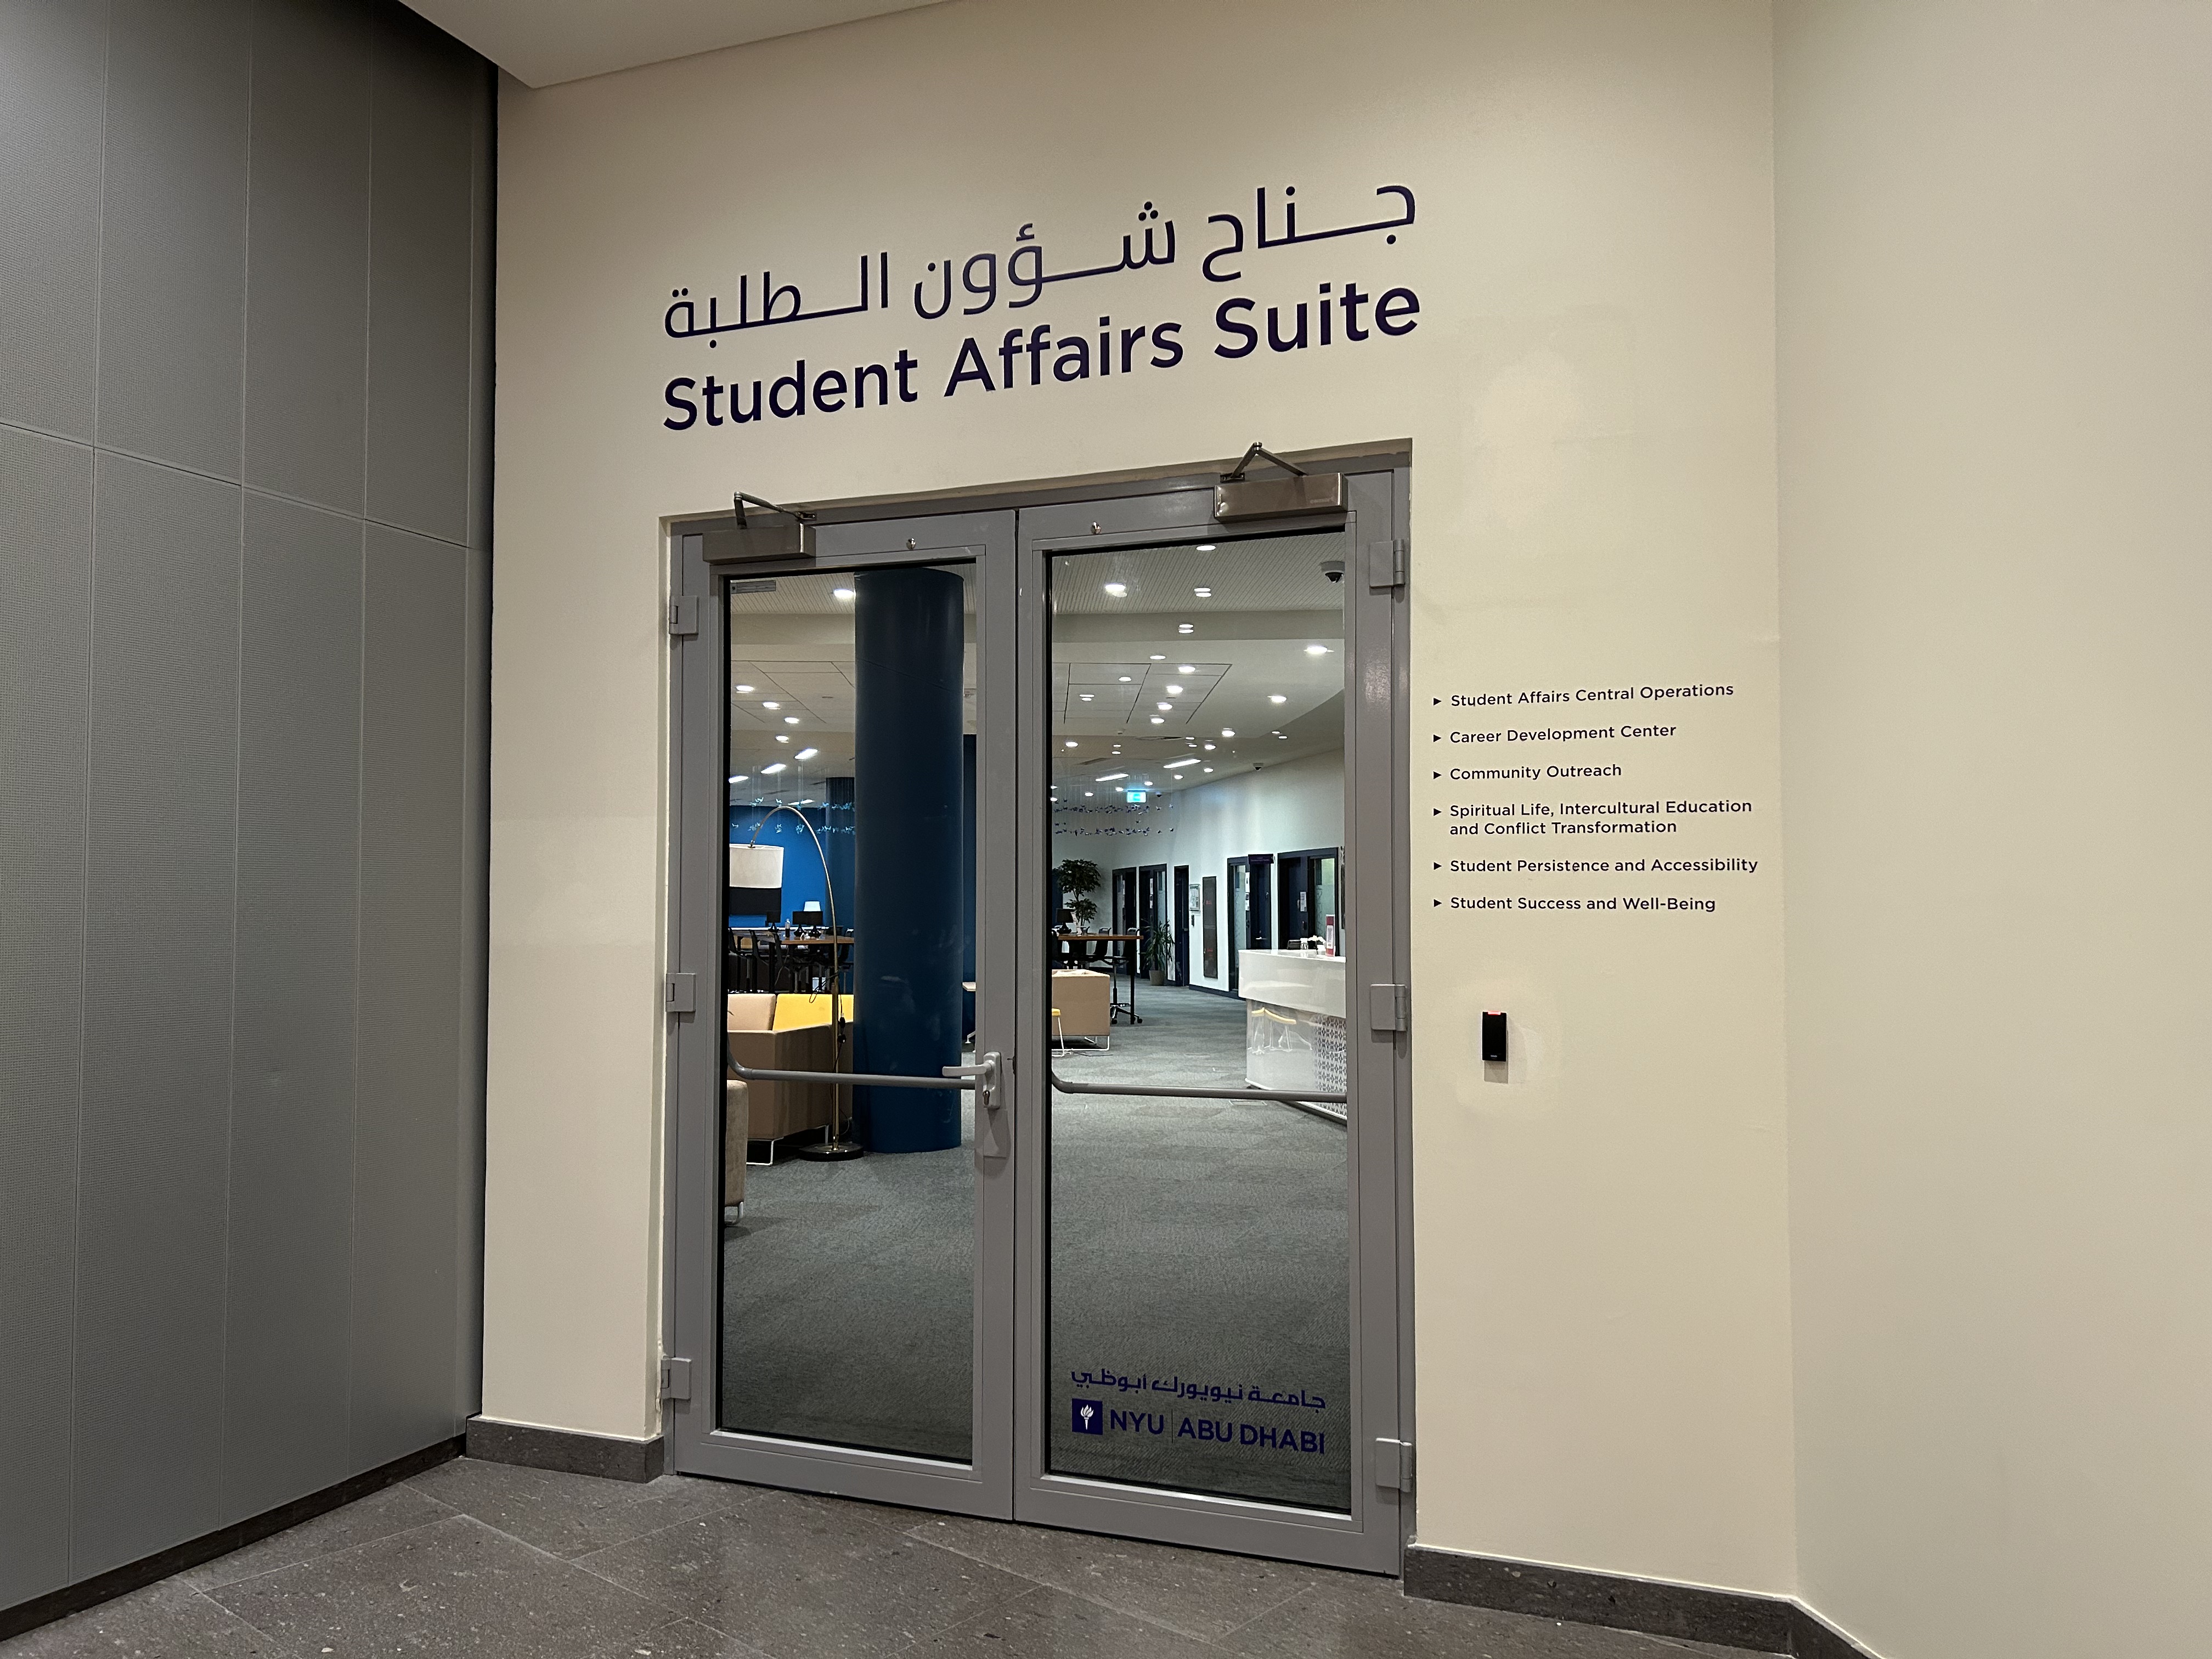 جناح شؤون الطلبة
Student Affairs Suite
▸ Student Affairs Central Operations
▸ Career Development Center
▸ Community Outreach
▸ Spiritual Life, Intercultural Education
and Conflict Transformation
▸ Student Persistence and Accessibility
▸ Student Success and Well-Being
جامعة نيويورك أبوظبي
NYU ABU DHABI